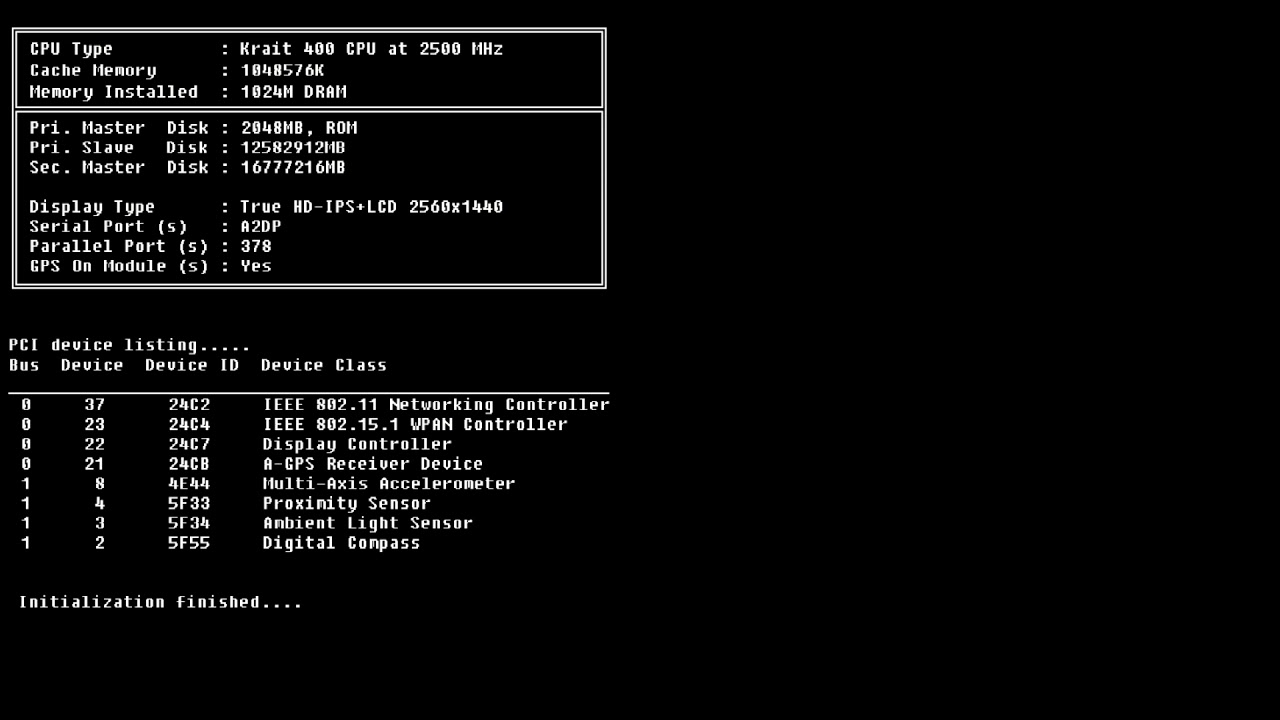 CPU Type : Krait 400 CPU at 2500 MHz
Cache Memory : 1048576K
Memory Installed : 1024M DRAM
Pri. Master Disk : 2048MB, ROM
Pri. Slave Disk : 12582912MB
Sec. Master Disk : 16777216MB
Display Type : True HD-IPS+LCD 2560x1440
Serial Port (s) : A2DP
Parallel Port (s) : 378
GPS On Module (s) : Yes
PCI device listing.....
Bus Device Device ID Device Class
0 37 24C2 IEEE 802.11 Networking Controller
0 23 24C4 IEEE 802.15.1 WPAN Controller
0 22 24C7 Display Controller
0 21 24CB A-GPS Receiver Device
1 8 4E44 Multi-Axis Accelerometer
1 4 5F33 Proximity Sensor
1 3 5F34 Ambient Light Sensor
1 2 5F55 Digital Compass
Initialization finished....